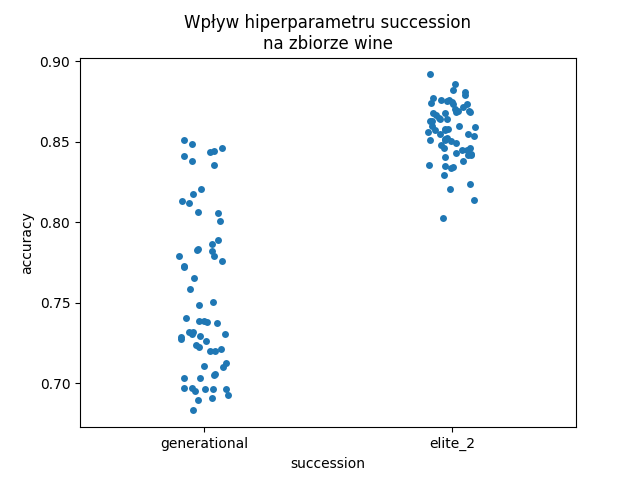 Wpływ hiperparametru succession
na zbiorze wine
accuracy
0.90
0.85
0.80
0.75
0.70
generational
elite_2
succession